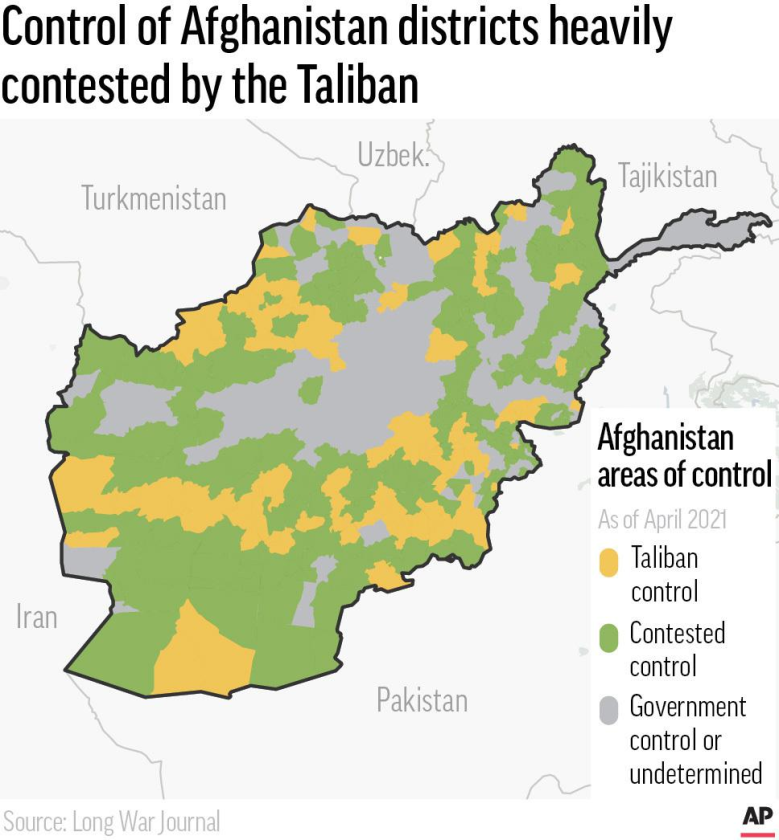 Control of Afghanistan districts heavily
contested by the Taliban
Uzbek.
Tajikistan
Turkmenistan
Afghanistan
areas of control
As of April 2021
Taliban
control
Contested
control
Government
control or
undetermined
Iran
Pakistan
Source: Long War Journal
AP